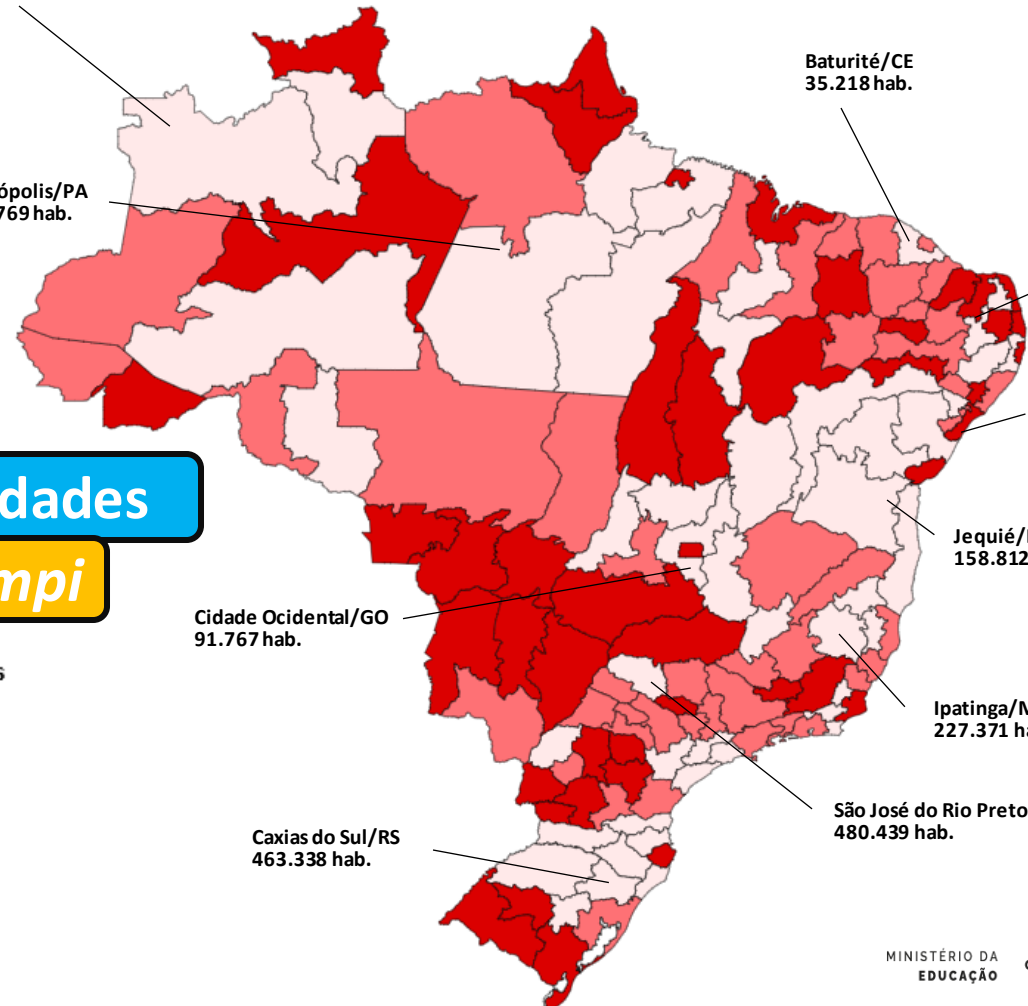 Baturité/CE
35.218 hab.
ópolis/PA
769 hab.
dades
mpi
Jequié/
158.812
Cidade Ocidental/GO
91.767 hab.
Ipatinga/M
227.371 ha
São José do Rio Preto
480.439 hab.
Caxias do Sul/RS
463.338 hab.
MINISTÉRIO DA
EDUCAÇÃO